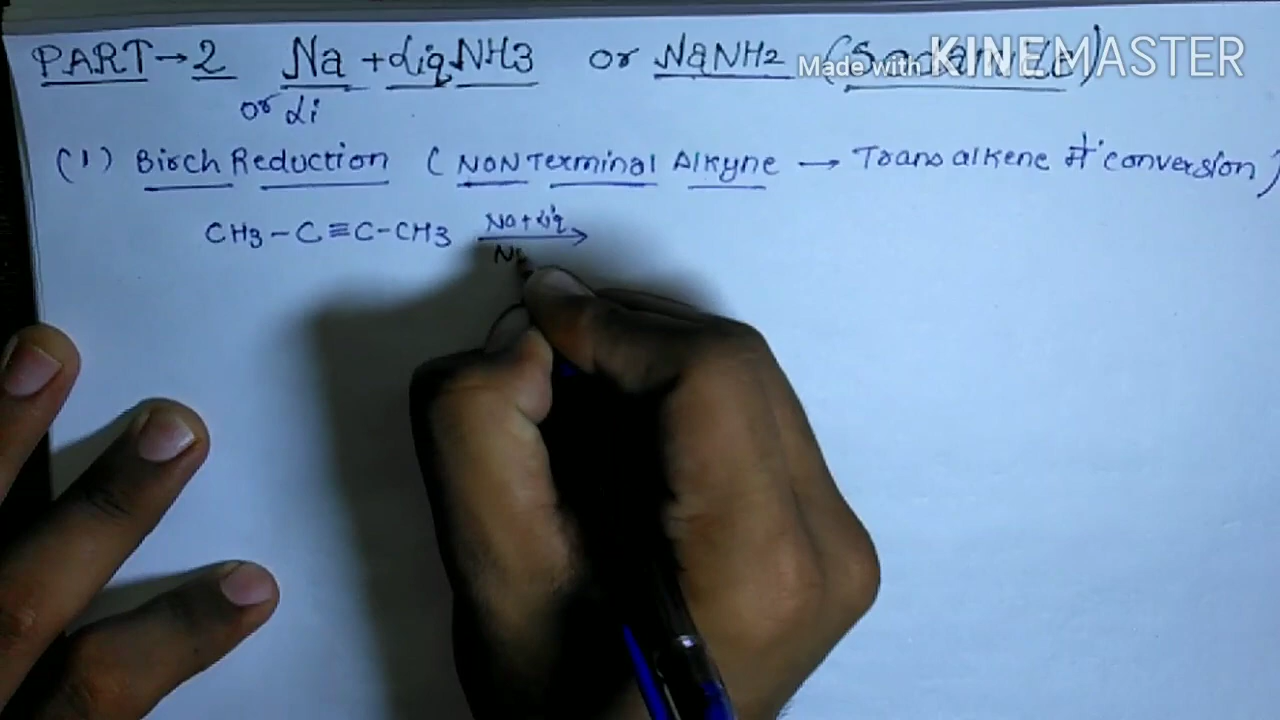 PART→2 Na + Liq NH3 or NaNH2 (Sodamide)
or Li
Made with KINEMASTER
(1) Birch Reduction (NON Terminal Alkyne → Trans alkene में conversion)
CH3-C≡C-CH3 Na+Liq